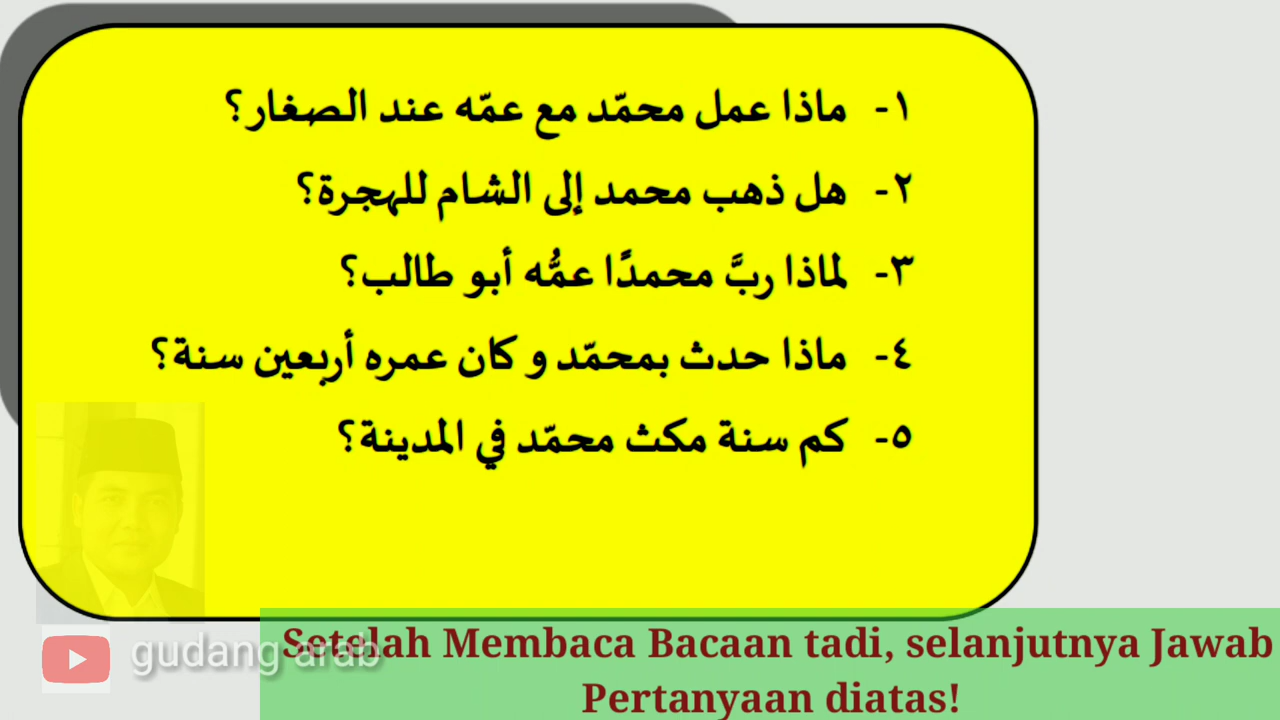 ١- ماذا عمل محمّد مع عمّه عند الصغار؟
٢- هل ذهب محمد إلى الشام للهجرة؟
٣- لماذا ربَّ محمدًا عمُّه أبو طالب؟
٤- ماذا حدث بمحمّد و كان عمره أربعين سنة؟
٥- كم سنة مكث محمّد في المدينة؟
gudang arab
Setelah Membaca Bacaan tadi, selanjutnya Jawab
Pertanyaan diatas!